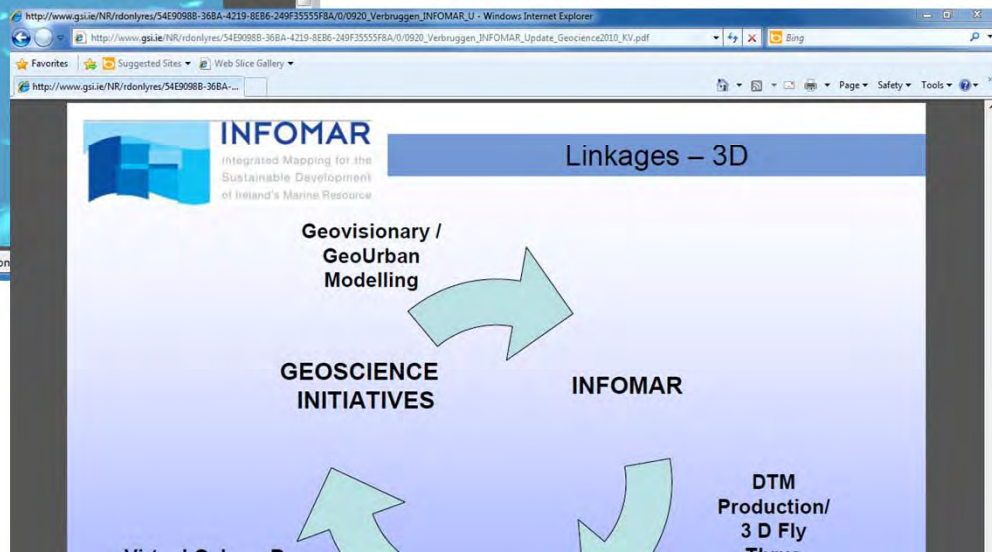 http://www.gsi.ie/NR/rdonlyres/54E9098B-36BA-4219-8EB6-249F35555F8A/0/0920_Verbruggen_INFOMAR_U - Windows Internet Explorer
http://www.gsi.ie/NR/rdonlyres/54E9098B-36BA-4219-8EB6-249F35555F8A/0/0920_Verbruggen_INFOMAR_Update_Geocience2010_KV.pdf
Bing
Favorites Suggested Sites Web Slice Gallery
http://www.gsi.ie/NR/rdonlyres/54E9098B-36BA-...
Page Safety Tools
INFOMAR
Integrated Mapping for the
Sustainable Development
of Ireland's Marine Resource
Linkages – 3D
Geovisionary /
GeoUrban
Modelling
GEOSCIENCE
INITIATIVES
INFOMAR
DTM
Production/
3 D Fly